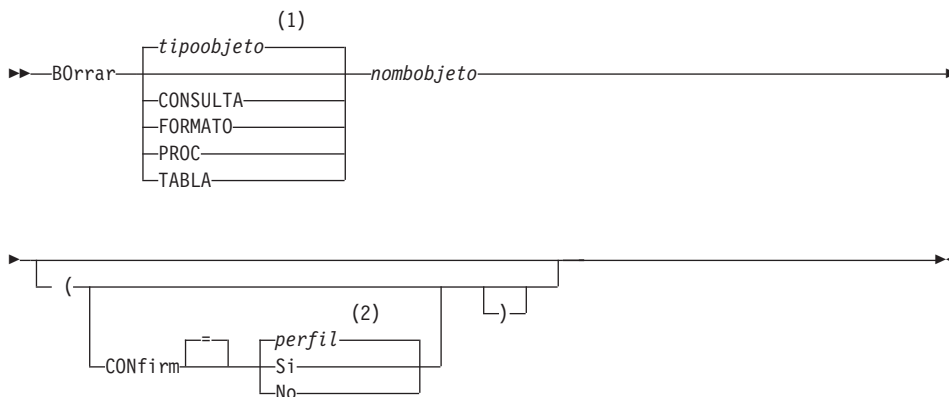 (1)
tipoobjeto
BOrrar nombobjeto
CONSULTA
FORMATO
PROC
TABLA
(
)
(2)
= perfil
CONfirm Si
No